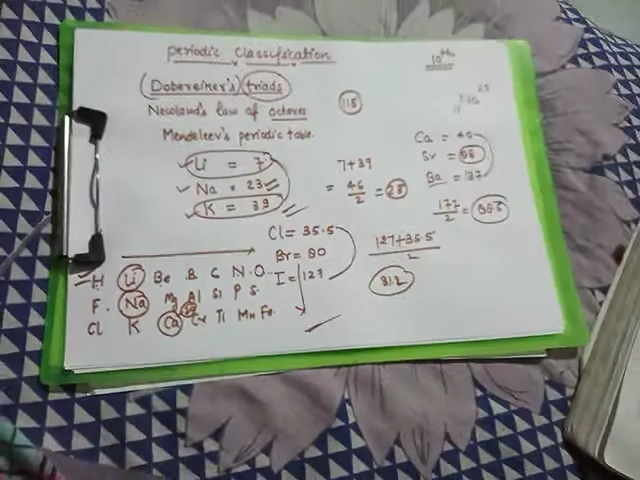 Periodic Classification
10th
(Dobereiner's) triads
Newland's law of octaves
118
Mendeleev's periodic table.
Li = 7
Na = 23
K = 39
7+39
= 46/2 = 23
Ca = 40
Sr = 88
Ba = 137
177/2 = 88.5
Cl = 35.5
Br = 80
I = 127
127+35.5/2
81.2
H Li Be B C N. O.
F. Na Mg Al Si P S.
Cl K Ca Cr Ti Mn Fe